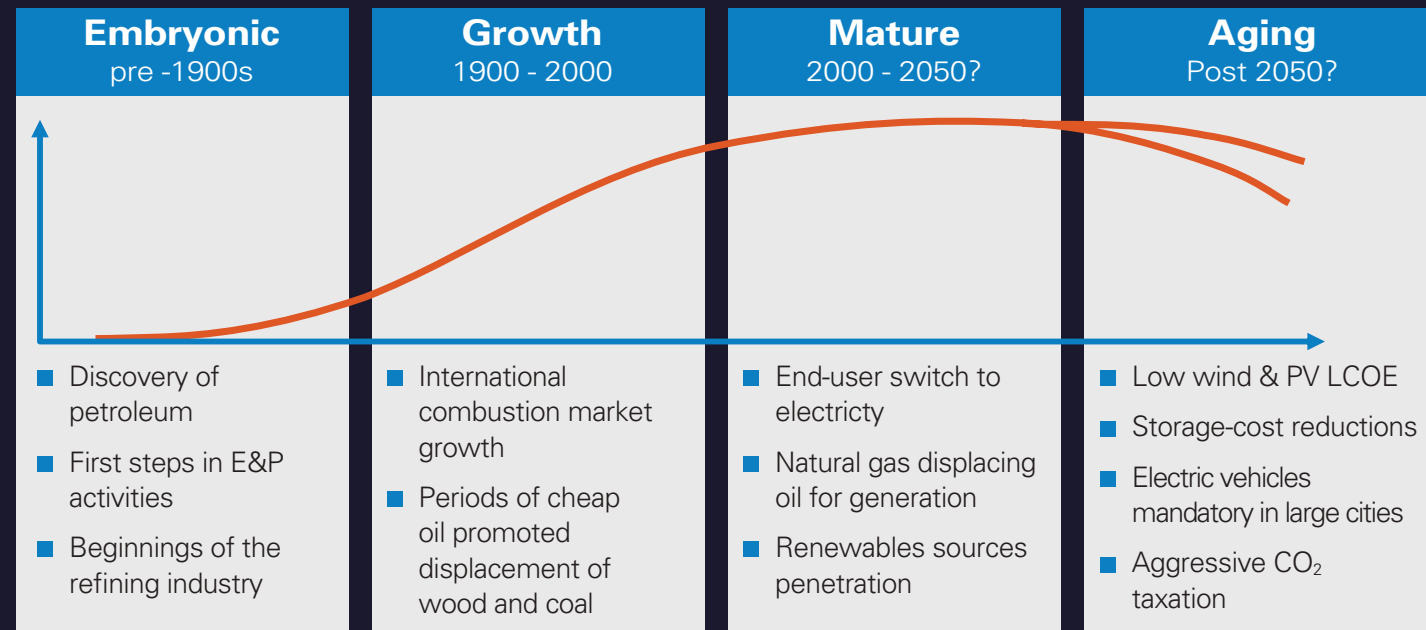 Embryonic
pre -1900s
Discovery of
petroleum
First steps in E&P
activities
Beginnings of the
refining industry
Growth
1900 - 2000
International
combustion market
growth
Periods of cheap
oil promoted
displacement of
wood and coal
Mature
2000 - 2050?
End-user switch to
electricty
Natural gas displacing
oil for generation
Renewables sources
penetration
Aging
Post 2050?
Low wind & PV LCOE
Storage-cost reductions
Electric vehicles
mandatory in large cities
Aggressive CO₂
taxation